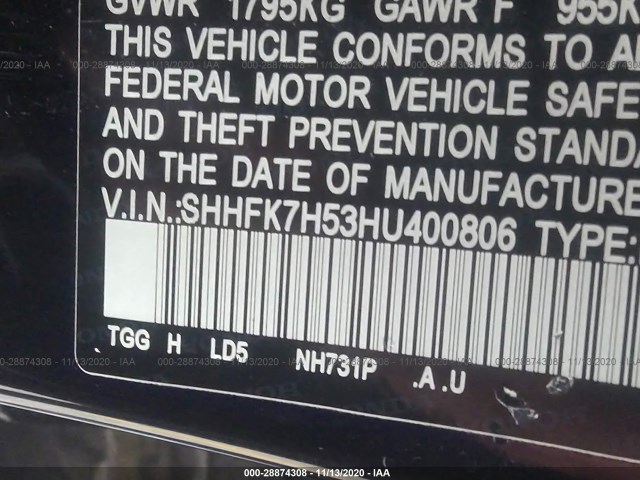 GVWR 1795KG GAWR F 955K
THIS VEHICLE CONFORMS TO A
FEDERAL MOTOR VEHICLE SAFE
AND THEFT PREVENTION STAND
ON THE DATE OF MANUFACTURE
V.I.N.:SHHFK7H53HU400806 TYPE:
TGG H LD5 NH731P .A.U
000-28874308 - 11/13/2020 - IAA